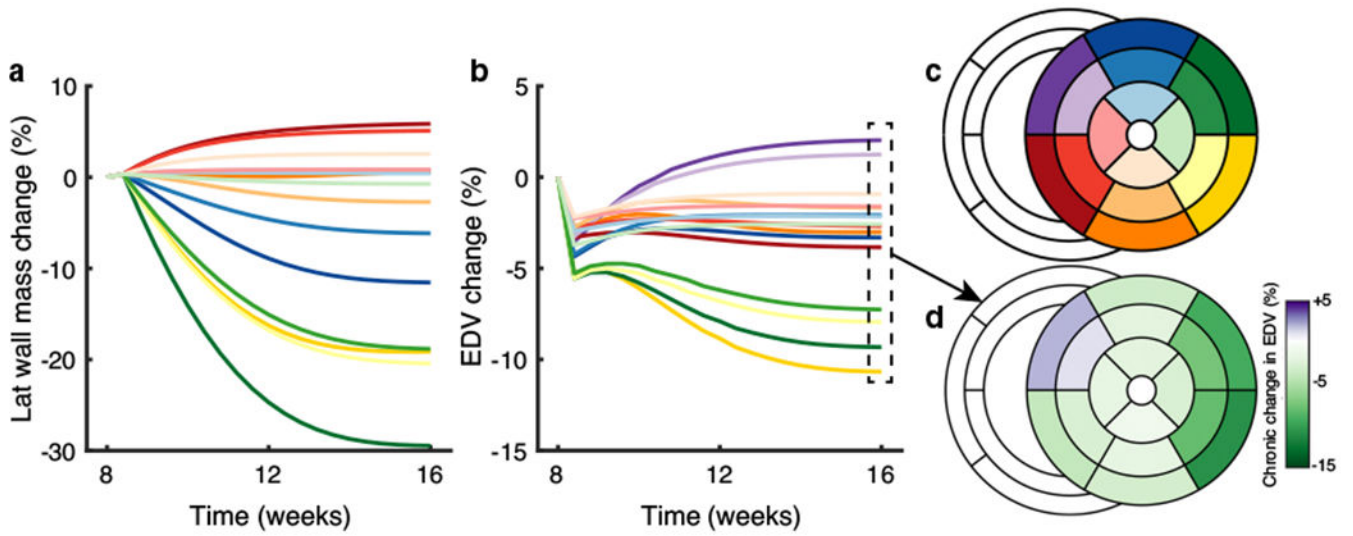 a
Lat wall mass change (%)
10
0
-10
-20
-30
8
12
16
Time (weeks)
b
EDV change (%)
5
0
-5
-10
-15
8
12
16
Time (weeks)
c
d
Chronic change in EDV (%)
+5
-5
-15